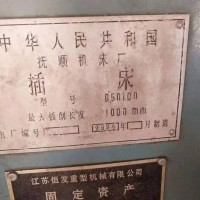 中华人民共和国
抚顺机床厂
插床
型号 B5010D
最大插削长度 1000 mm
出厂编号 年 月 制造
江苏恒发重型机械有限公司
固定资产